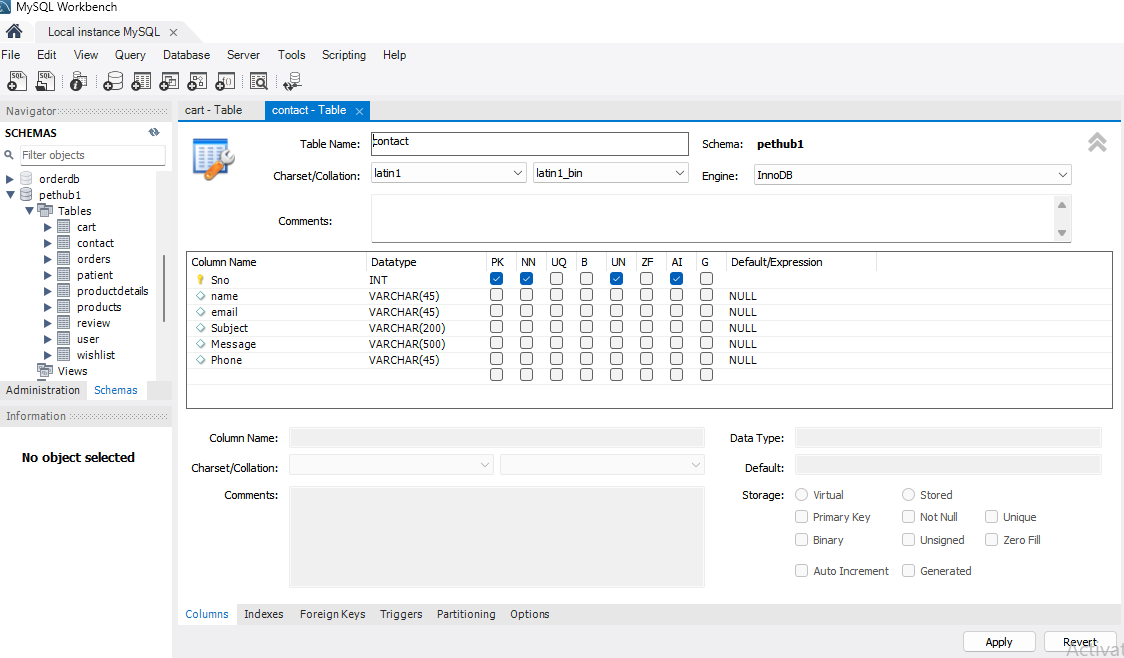 MySQL Workbench
Local instance MySQL
File Edit View Query Database Server Tools Scripting Help
Navigator
SCHEMAS
Filter objects
orderdb
pethub1
Tables
cart
contact
orders
patient
productdetails
products
review
user
wishlist
Views
Administration Schemas
Information
No object selected
cart - Table contact - Table
Table Name: contact Schema: pethub1
Charset/Collation: latin1 latin1_bin Engine: InnoDB
Comments:
Column Name Datatype PK NN UQ B UN ZF AI G Default/Expression
Sno INT
name VARCHAR(45) NULL
email VARCHAR(45) NULL
Subject VARCHAR(200) NULL
Message VARCHAR(500) NULL
Phone VARCHAR(45) NULL
Column Name: Data Type:
Charset/Collation: Default:
Comments: Storage: Virtual Stored
Primary Key Not Null Unique
Binary Unsigned Zero Fill
Auto Increment Generated
Columns Indexes Foreign Keys Triggers Partitioning Options
Apply Revert
Activat